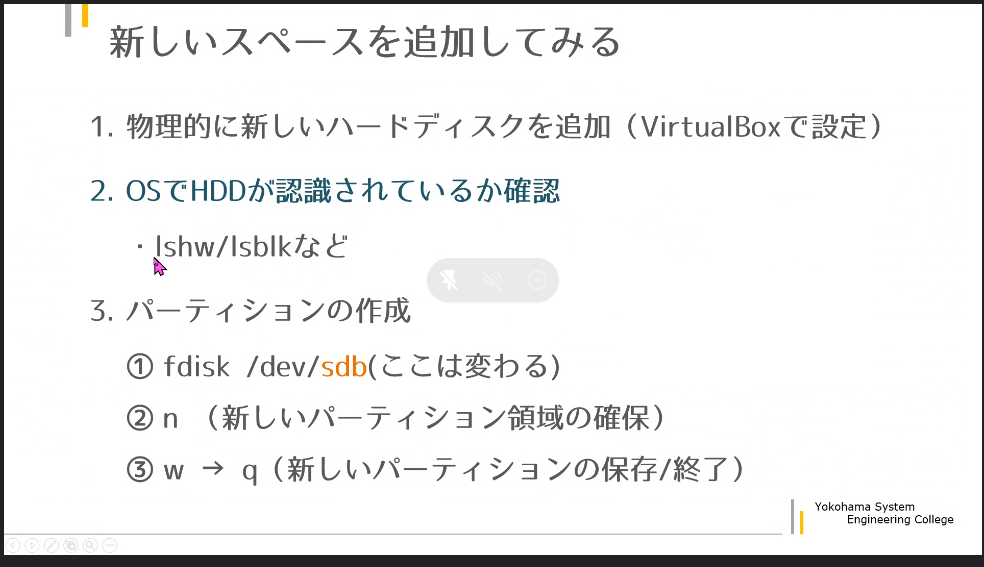 新しいスペースを追加してみる
1. 物理的に新しいハードディスクを追加（VirtualBoxで設定）
2. OSでHDDが認識されているか確認
・lshw/lsblkなど
3. パーティションの作成
① fdisk /dev/sdb(ここは変わる)
② n （新しいパーティション領域の確保）
③ w → q（新しいパーティションの保存/終了）
Yokohama System
Engineering College